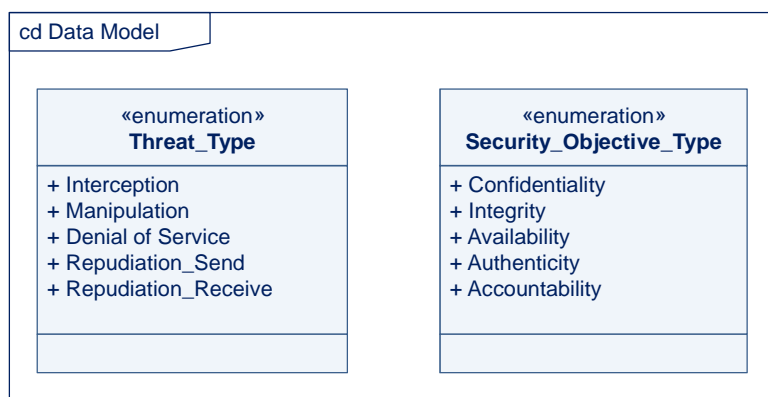 cd Data Model
«enumeration»
Threat_Type
+ Interception
+ Manipulation
+ Denial of Service
+ Repudiation_Send
+ Repudiation_Receive
«enumeration»
Security_Objective_Type
+ Confidentiality
+ Integrity
+ Availability
+ Authenticity
+ Accountability